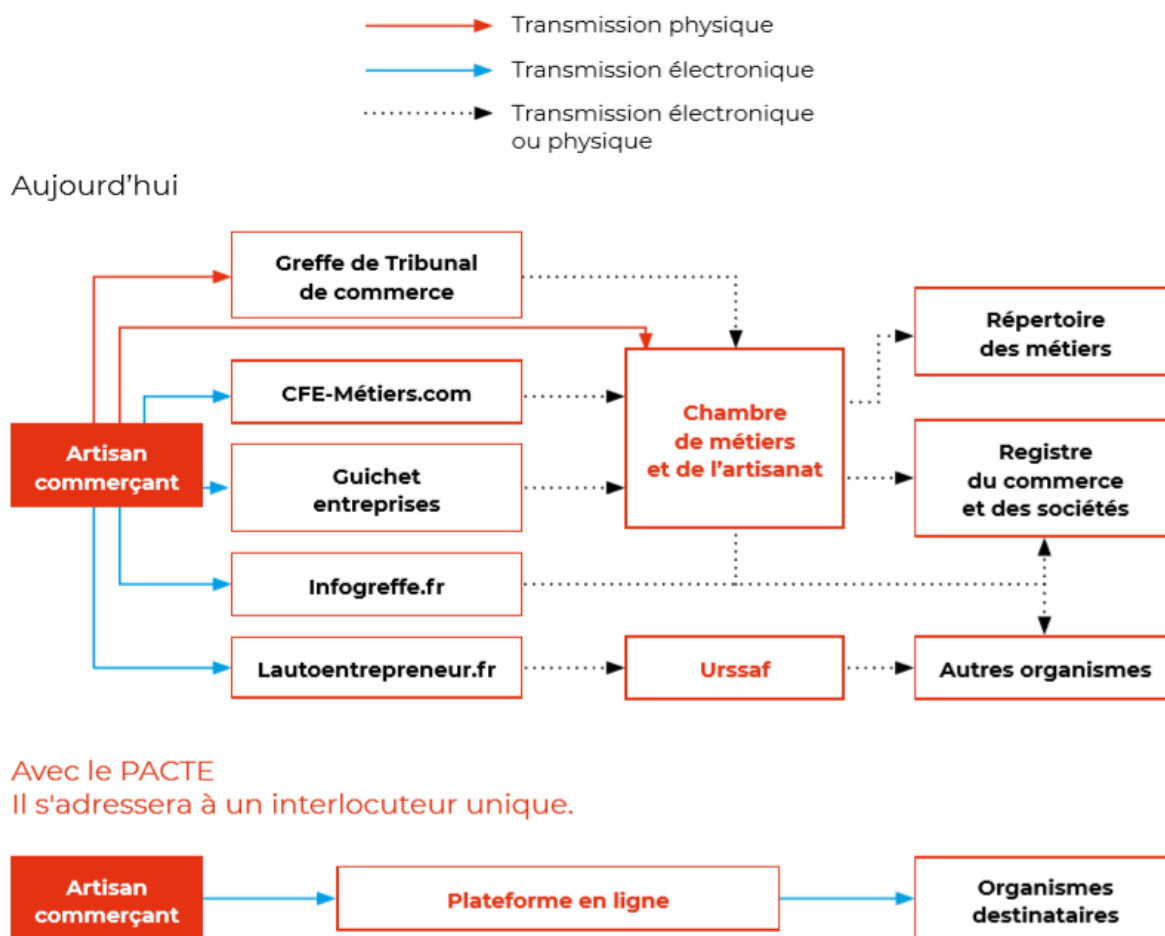 Transmission physique
Transmission électronique
Transmission électronique
ou physique
Aujourd'hui
Greffe de Tribunal
de commerce
Répertoire
des métiers
CFE-Métiers.com
Chambre
de métiers
et de l'artisanat
Artisan
commerçant
Guichet
entreprises
Registre
du commerce
et des sociétés
Infogreffe.fr
Lautoentrepreneur.fr
Urssaf
Autres organismes
Avec le PACTE
Il s'adressera à un interlocuteur unique.
Artisan
commerçant
Plateforme en ligne
Organismes
destinataires